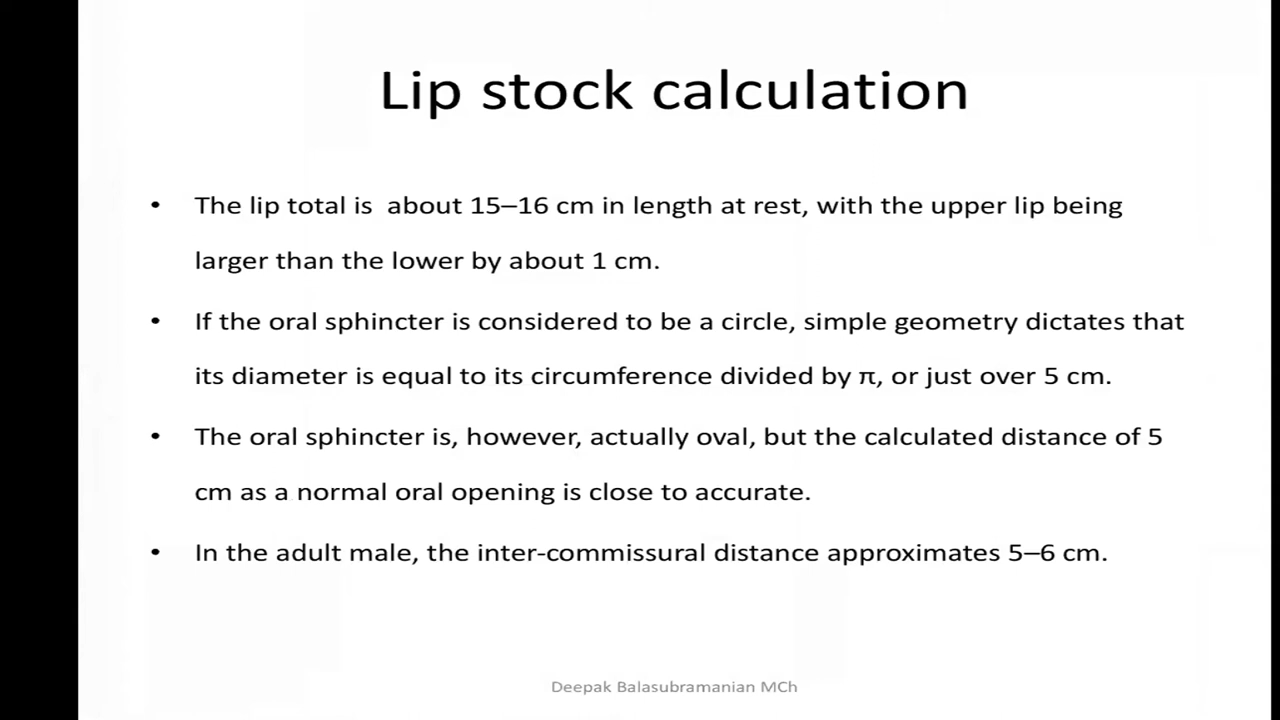 Lip stock calculation
• The lip total is about 15–16 cm in length at rest, with the upper lip being
larger than the lower by about 1 cm.
• If the oral sphincter is considered to be a circle, simple geometry dictates that
its diameter is equal to its circumference divided by π, or just over 5 cm.
• The oral sphincter is, however, actually oval, but the calculated distance of 5
cm as a normal oral opening is close to accurate.
• In the adult male, the inter-commissural distance approximates 5–6 cm.
Deepak Balasubramanian MCh